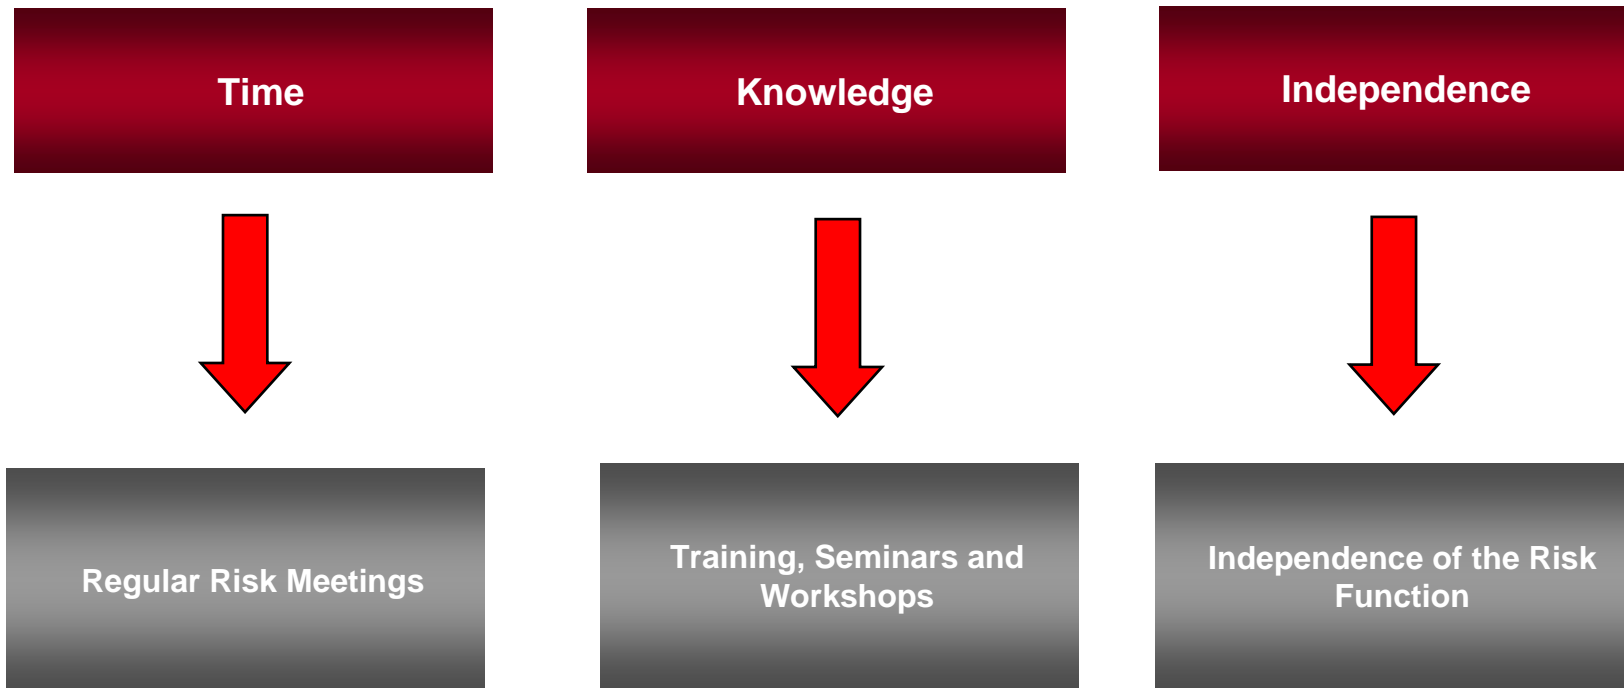 Time
Knowledge
Independence
Regular Risk Meetings
Training, Seminars and
Workshops
Independence of the Risk
Function